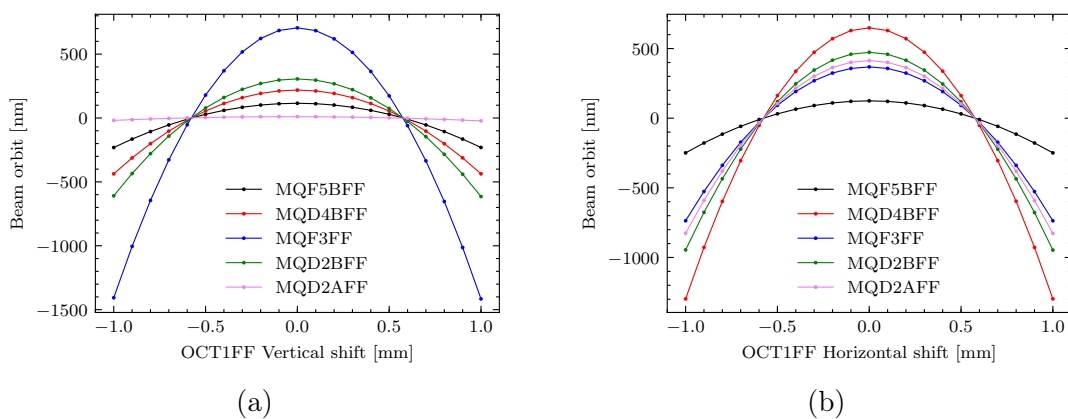 500
0
−500
−1000
−1500
Beam orbit [nm]
MQF5BFF
MQD4BFF
MQF3FF
MQD2BFF
MQD2AFF
−1.0 −0.5 0.0 0.5 1.0
OCT1FF Vertical shift [mm]
(a)
500
0
−500
−1000
Beam orbit [nm]
MQF5BFF
MQD4BFF
MQF3FF
MQD2BFF
MQD2AFF
−1.0 −0.5 0.0 0.5 1.0
OCT1FF Horizontal shift [mm]
(b)